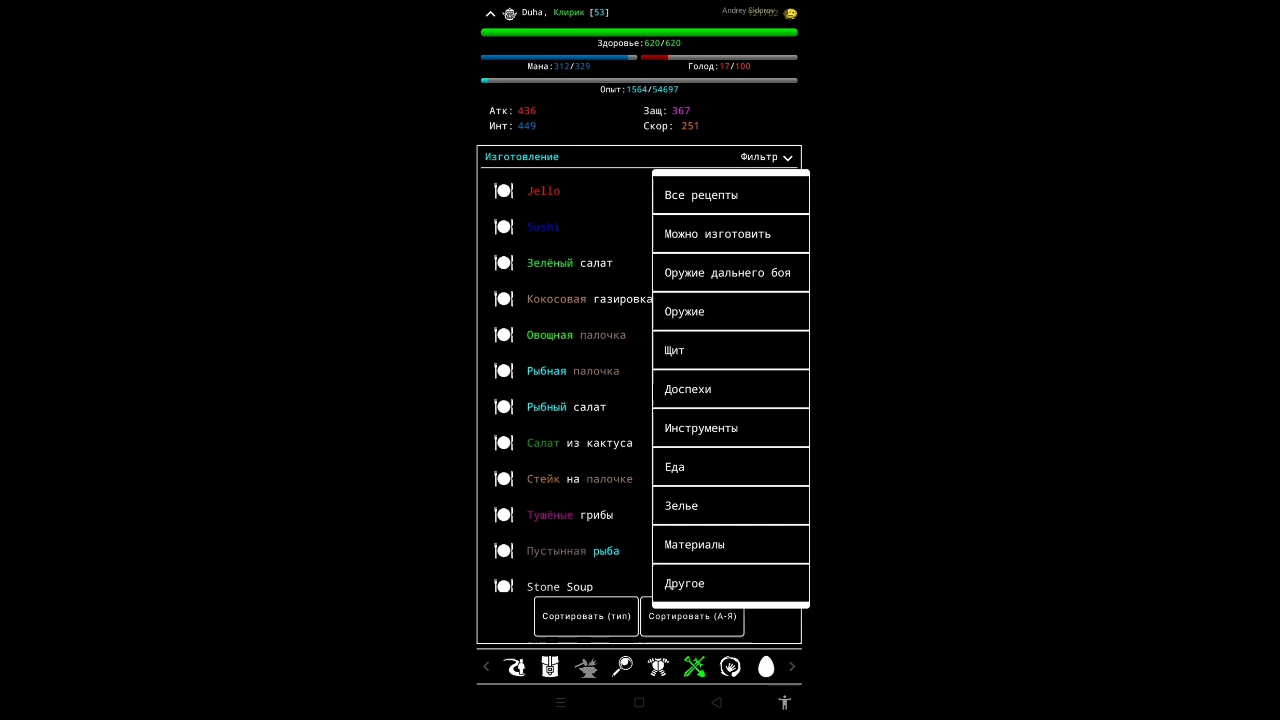 Duha, Клирик [53]
Andrey Sidorov
Здоровье:620/620
Мана:312/329
Голод:17/100
Опыт:1564/54697
Атк: 436
Защ: 367
Инт: 449
Скор: 251
Изготовление
Фильтр
Jello
Sushi
Зелёный салат
Кокосовая газировка
Овощная палочка
Рыбная палочка
Рыбный салат
Салат из кактуса
Стейк на палочке
Тушёные грибы
Пустынная рыба
Stone Soup
Все рецепты
Можно изготовить
Оружие дальнего боя
Оружие
Щит
Доспехи
Инструменты
Еда
Зелье
Материалы
Другое
Сортировать (тип)
Сортировать (А-Я)